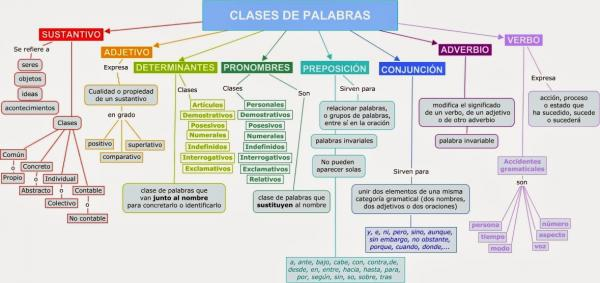 CLASES DE PALABRAS
SUSTANTIVO
Se refiere a
seres
objetos
ideas
acontecimientos
Clases
Común
o
Propio
Concreto
o
Abstracto
Individual
o
Colectivo
Contable
o
No contable
ADJETIVO
Expresa
Cualidad o propiedad
de un sustantivo
en grado
positivo
superlativo
comparativo
DETERMINANTES
Clases
Artículos
Demostrativos
Posesivos
Numerales
Indefinidos
Interrogativos
Exclamativos
clase de palabras que
van junto al nombre
para concretarlo o identificarlo
PRONOMBRES
Clases
Son
Personales
Demostrativos
Posesivos
Numerales
Indefinidos
Interrogativos
Exclamativos
Relativos
clase de palabras que
sustituyen al nombre
PREPOSICIÓN
Sirven para
relacionar palabras,
o grupos de palabras,
entre sí en la oración
palabras invariables
No pueden
aparecer solas
a, ante, bajo, cabe, con, contra,de,
desde, en, entre, hacia, hasta, para,
por, según, sin, so, sobre, tras
CONJUNCIÓN
Sirven para
unir dos elementos de una misma
categoría gramatical (dos nombres,
dos adjetivos o dos oraciones)
y, e, ni, pero, sino, aunque,
sin embargo, no obstante,
porque, cuando, donde,...
ADVERBIO
modifica el significado
de un verbo, de un adjetivo
o de otro adverbio
palabra invariable
VERBO
Expresa
acción, proceso
o estado que
ha sucedido, sucede
o sucederá
Accidentes
gramaticales
son
persona
número
tiempo
aspecto
modo
voz